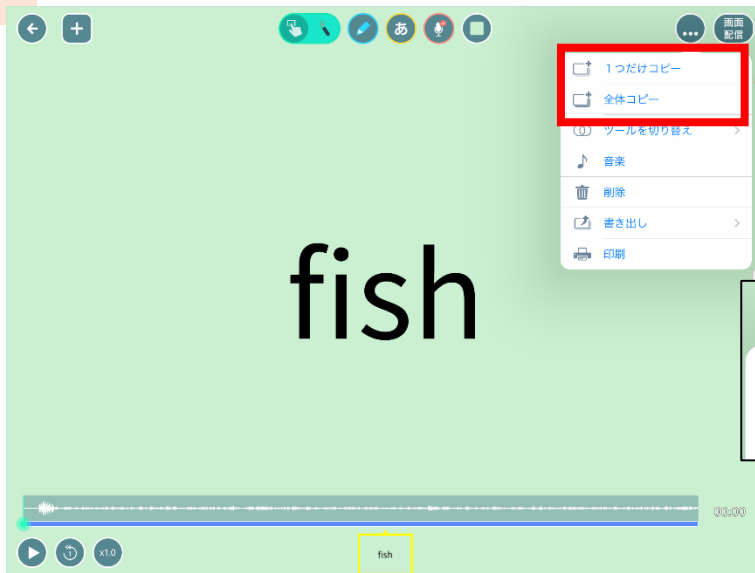 あ
画面
配信
1つだけコピー
全体コピー
ツールを切り替え
音楽
削除
書き出し
印刷
fish
00:00
1
x1.0
fish